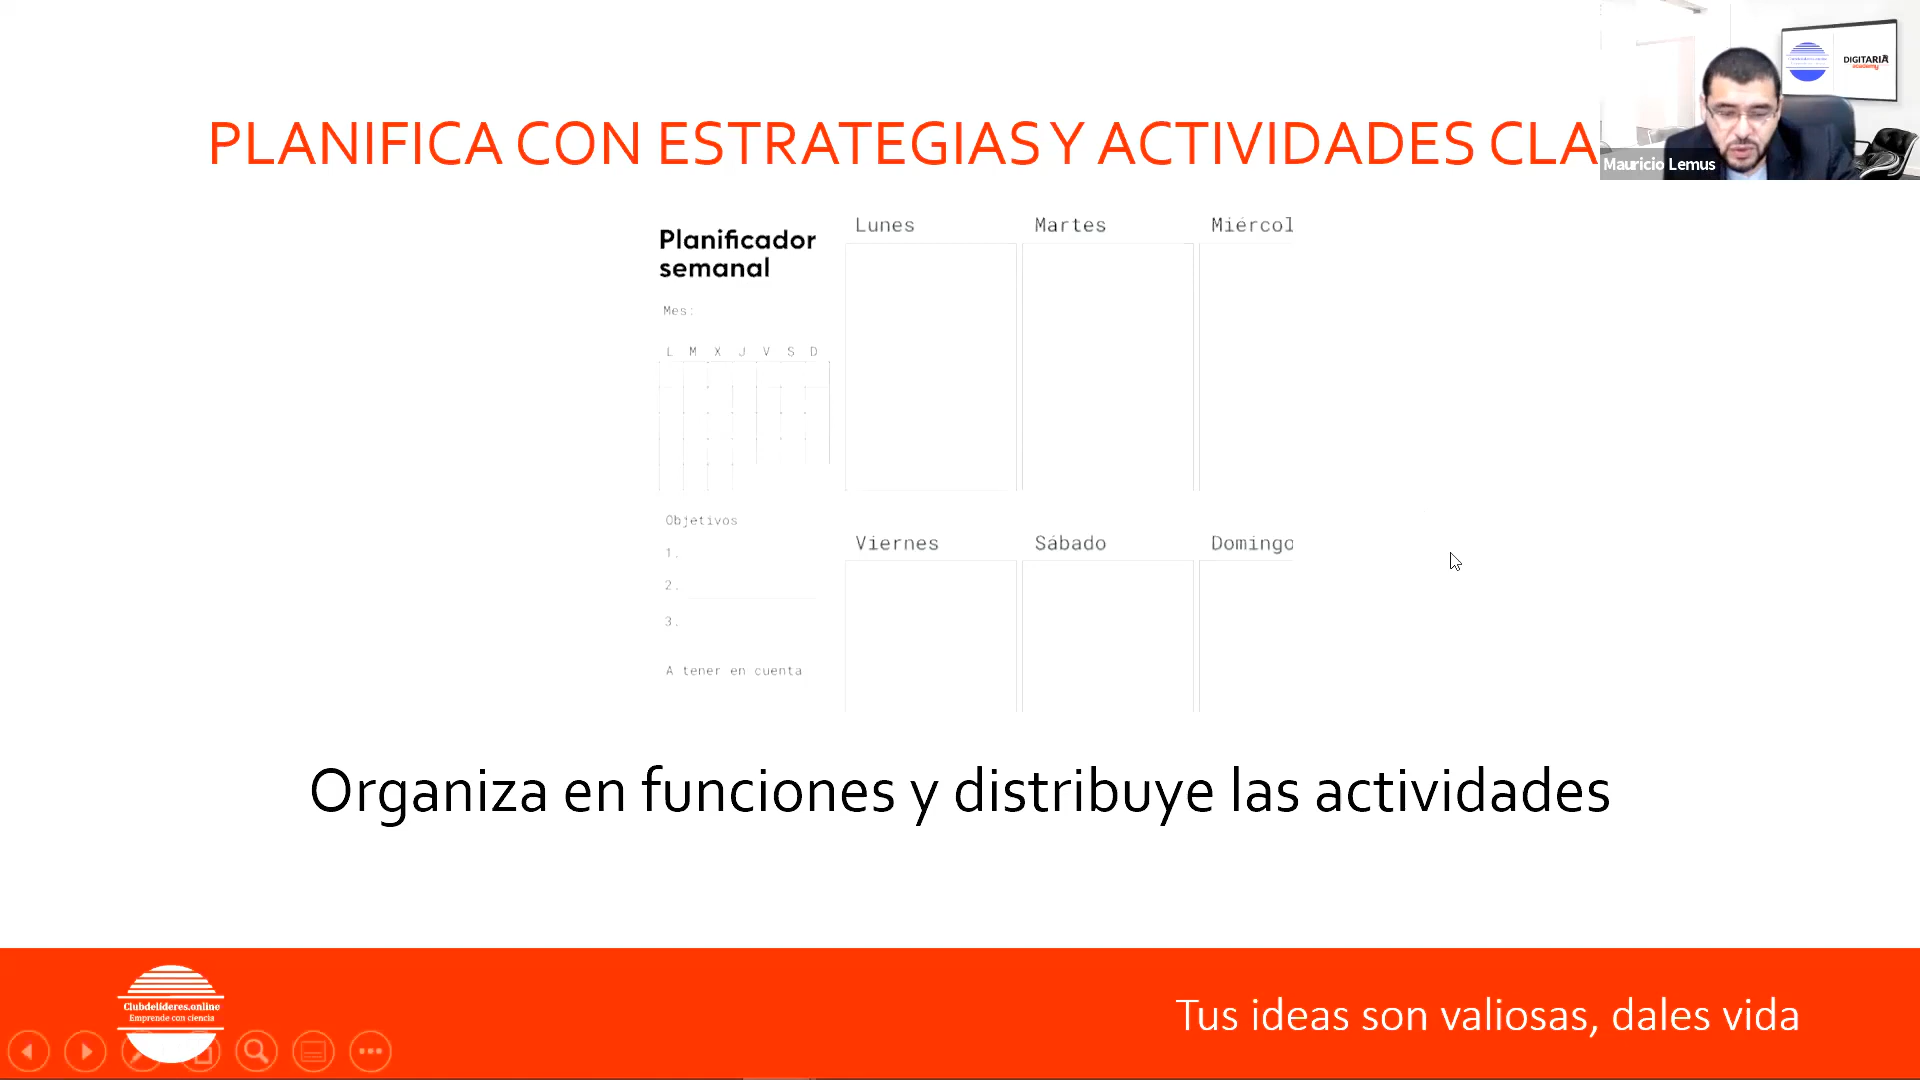 PLANIFICA CON ESTRATEGIAS Y ACTIVIDADES CLA
DIGITARIA
academy
Mauricio Lemus
Planificador
semanal
Mes:
L M X J V S D
Objetivos
1.
2.
3.
A tener en cuenta
Lunes
Martes
Miércol
Viernes
Sábado
Domingo
Organiza en funciones y distribuye las actividades
Clubdelideres.online
Emprende con ciencia
Tus ideas son valiosas, dales vida